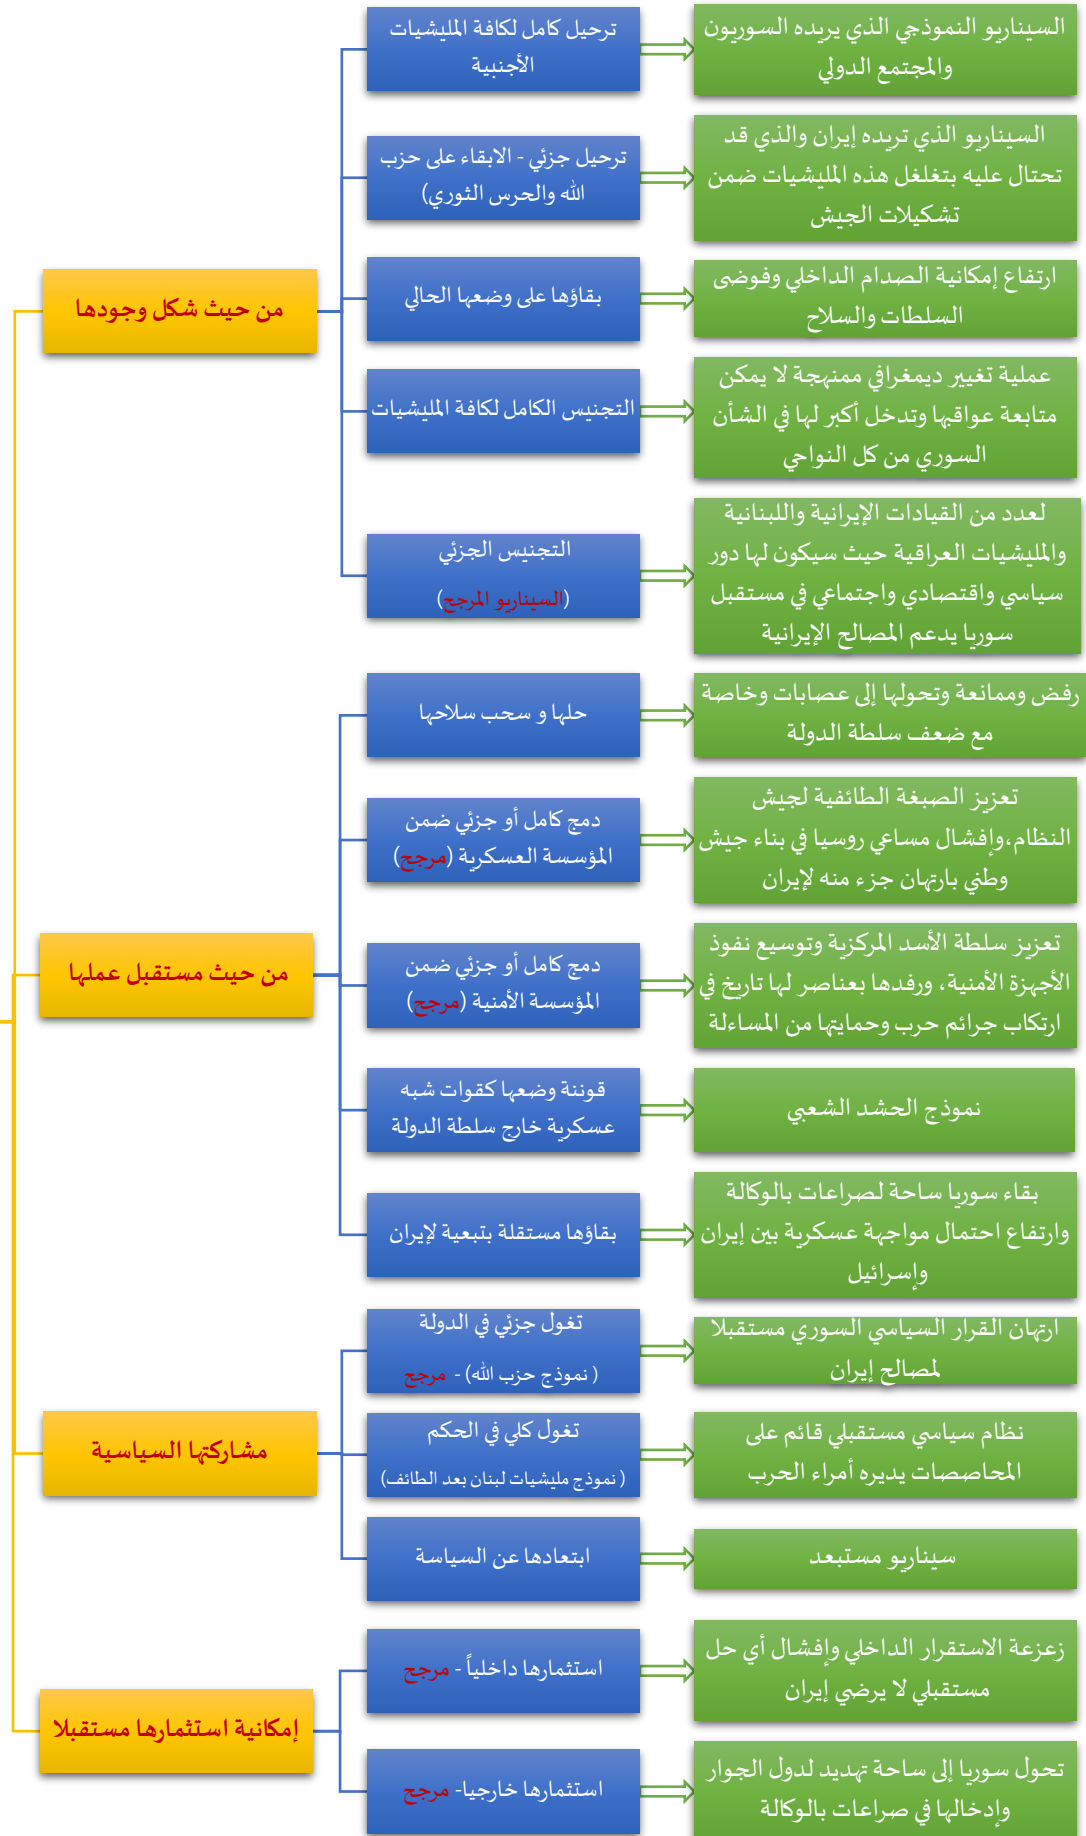 من حيث شكل وجودها
ترحيل كامل لكافة المليشيات
الأجنبية
السيناريو النموذجي الذي يريده السوريون
والمجتمع الدولي
ترحيل جزئي - الابقاء على حزب
الله والحرس الثوري)
السيناريو الذي تريده إيران والذي قد
تحتال عليه بتغلغل هذه المليشيات ضمن
تشكيلات الجيش
بقاؤها على وضعها الحالي
ارتفاع إمكانية الصدام الداخلي وفوضى
السلطات والسلاح
التجنيس الكامل لكافة المليشيات
عملية تغيير ديمغرافي ممنهجة لا يمكن
متابعة عواقبها وتدخل أكبر لها في الشأن
السوري من كل النواحي
التجنيس الجزئي
(السيناريو المرجح)
لعدد من القيادات الإيرانية واللبنانية
والمليشيات العراقية حيث سيكون لها دور
سياسي واقتصادي واجتماعي في مستقبل
سوريا يدعم المصالح الإيرانية
من حيث مستقبل عملها
حلها و سحب سلاحها
رفض وممانعة وتحولها إلى عصابات وخاصة
مع ضعف سلطة الدولة
دمج كامل أو جزئي ضمن
المؤسسة العسكرية (مرجح)
تعزيز الصبغة الطائفية لجيش
النظام،وإفشال مساعي روسيا في بناء جيش
وطني بارتهان جزء منه لإيران
دمج كامل أو جزئي ضمن
المؤسسة الأمنية (مرجح)
تعزيز سلطة الأسد المركزية وتوسيع نفوذ
الأجهزة الأمنية، ورفدها بعناصر لها تاريخ في
ارتكاب جرائم حرب وحمايتها من المساءلة
قوننة وضعها كقوات شبه
عسكرية خارج سلطة الدولة
نموذج الحشد الشعبي
بقاؤها مستقلة بتبعية لإيران
بقاء سوريا ساحة لصراعات بالوكالة
وارتفاع احتمال مواجهة عسكرية بين إيران
وإسرائيل
مشاركتها السياسية
تغول جزئي في الدولة
( نموذج حزب الله) - مرجح
ارتهان القرار السياسي السوري مستقبلا
لمصالح إيران
تغول كلي في الحكم
( نموذج مليشيات لبنان بعد الطائف)
نظام سياسي مستقبلي قائم على
المحاصصات يديره أمراء الحرب
ابتعادها عن السياسة
سيناريو مستبعد
إمكانية استثمارها مستقبلا
استثمارها داخلياً - مرجح
زعزعة الاستقرار الداخلي وإفشال أي حل
مستقبلي لا يرضي إيران
استثمارها خارجيا- مرجح
تحول سوريا إلى ساحة تهديد لدول الجوار
وإدخالها في صراعات بالوكالة